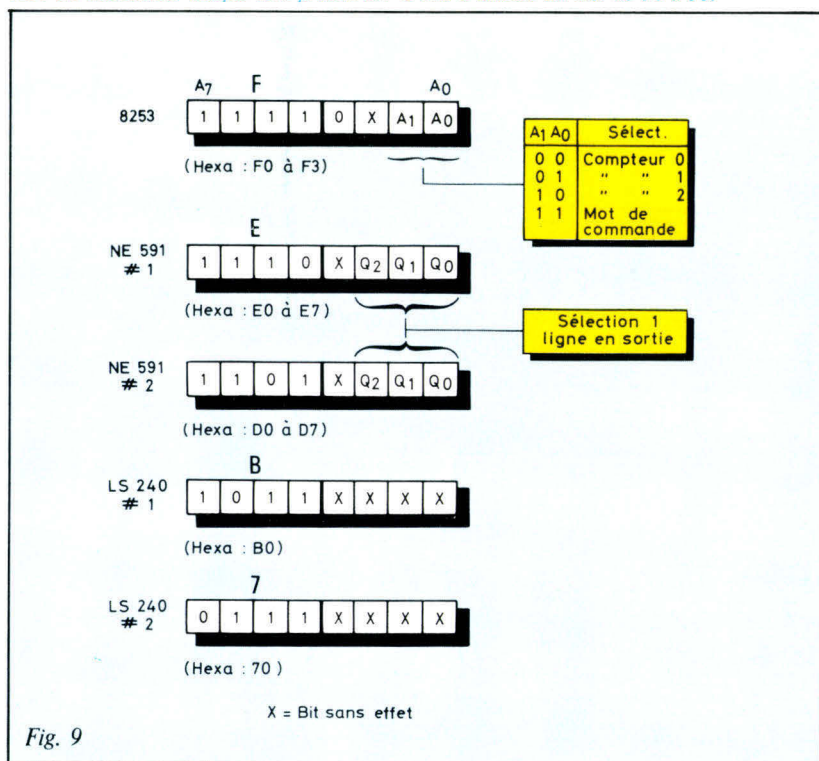 A7 F A0
8253 1 1 1 1 0 X A1 A0
(Hexa : F0 à F3)
A1 A0 Sélect.
0 0 Compteur 0
0 1 " " 1
1 0 " " 2
1 1 Mot de
commande
E
NE 591
# 1
1 1 1 0 X Q2 Q1 Q0
(Hexa : E0 à E7)
Sélection 1
ligne en sortie
NE 591
# 2
1 1 0 1 X Q2 Q1 Q0
(Hexa : D0 à D7)
B
LS 240
# 1
1 0 1 1 X X X X
(Hexa : B0)
7
LS 240
# 2
0 1 1 1 X X X X
(Hexa : 70)
X = Bit sans effet
Fig. 9